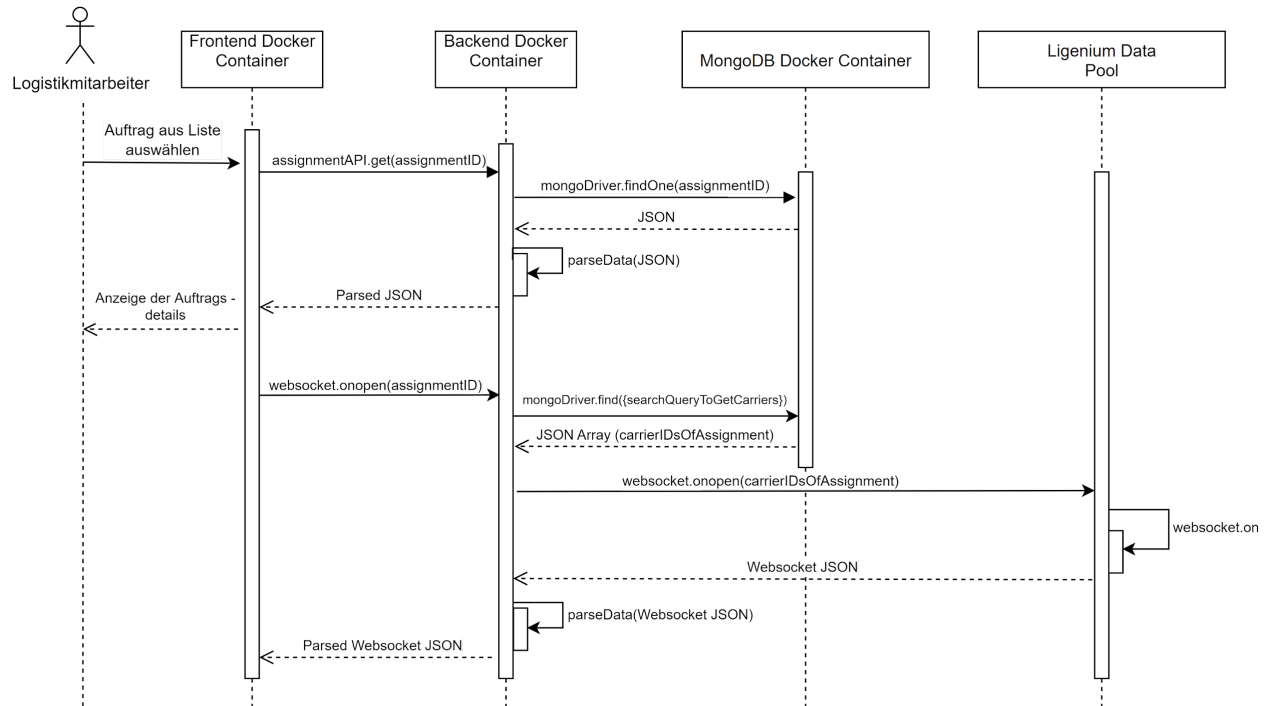 Logistikmitarbeiter
Frontend Docker
Container
Backend Docker
Container
MongoDB Docker Container
Ligenium Data
Pool
Auftrag aus Liste
auswählen
assignmentAPI.get(assignmentID)
mongoDriver.findOne(assignmentID)
JSON
parseData(JSON)
Parsed JSON
Anzeige der Auftrags -
details
websocket.onopen(assignmentID)
mongoDriver.find({searchQueryToGetCarriers})
JSON Array (carrierIDsOfAssignment)
websocket.onopen(carrierIDsOfAssignment)
websocket.on
Websocket JSON
parseData(Websocket JSON)
Parsed Websocket JSON